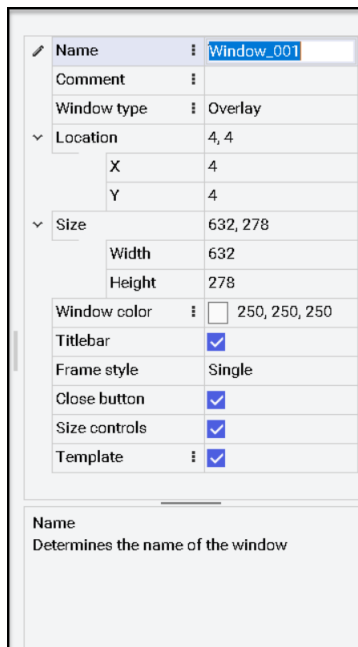 Name Window_001
Comment
Window type Overlay
Location 4, 4
X 4
Y 4
Size 632, 278
Width 632
Height 278
Window color 250, 250, 250
Titlebar
Frame style Single
Close button
Size controls
Template
Name
Determines the name of the window